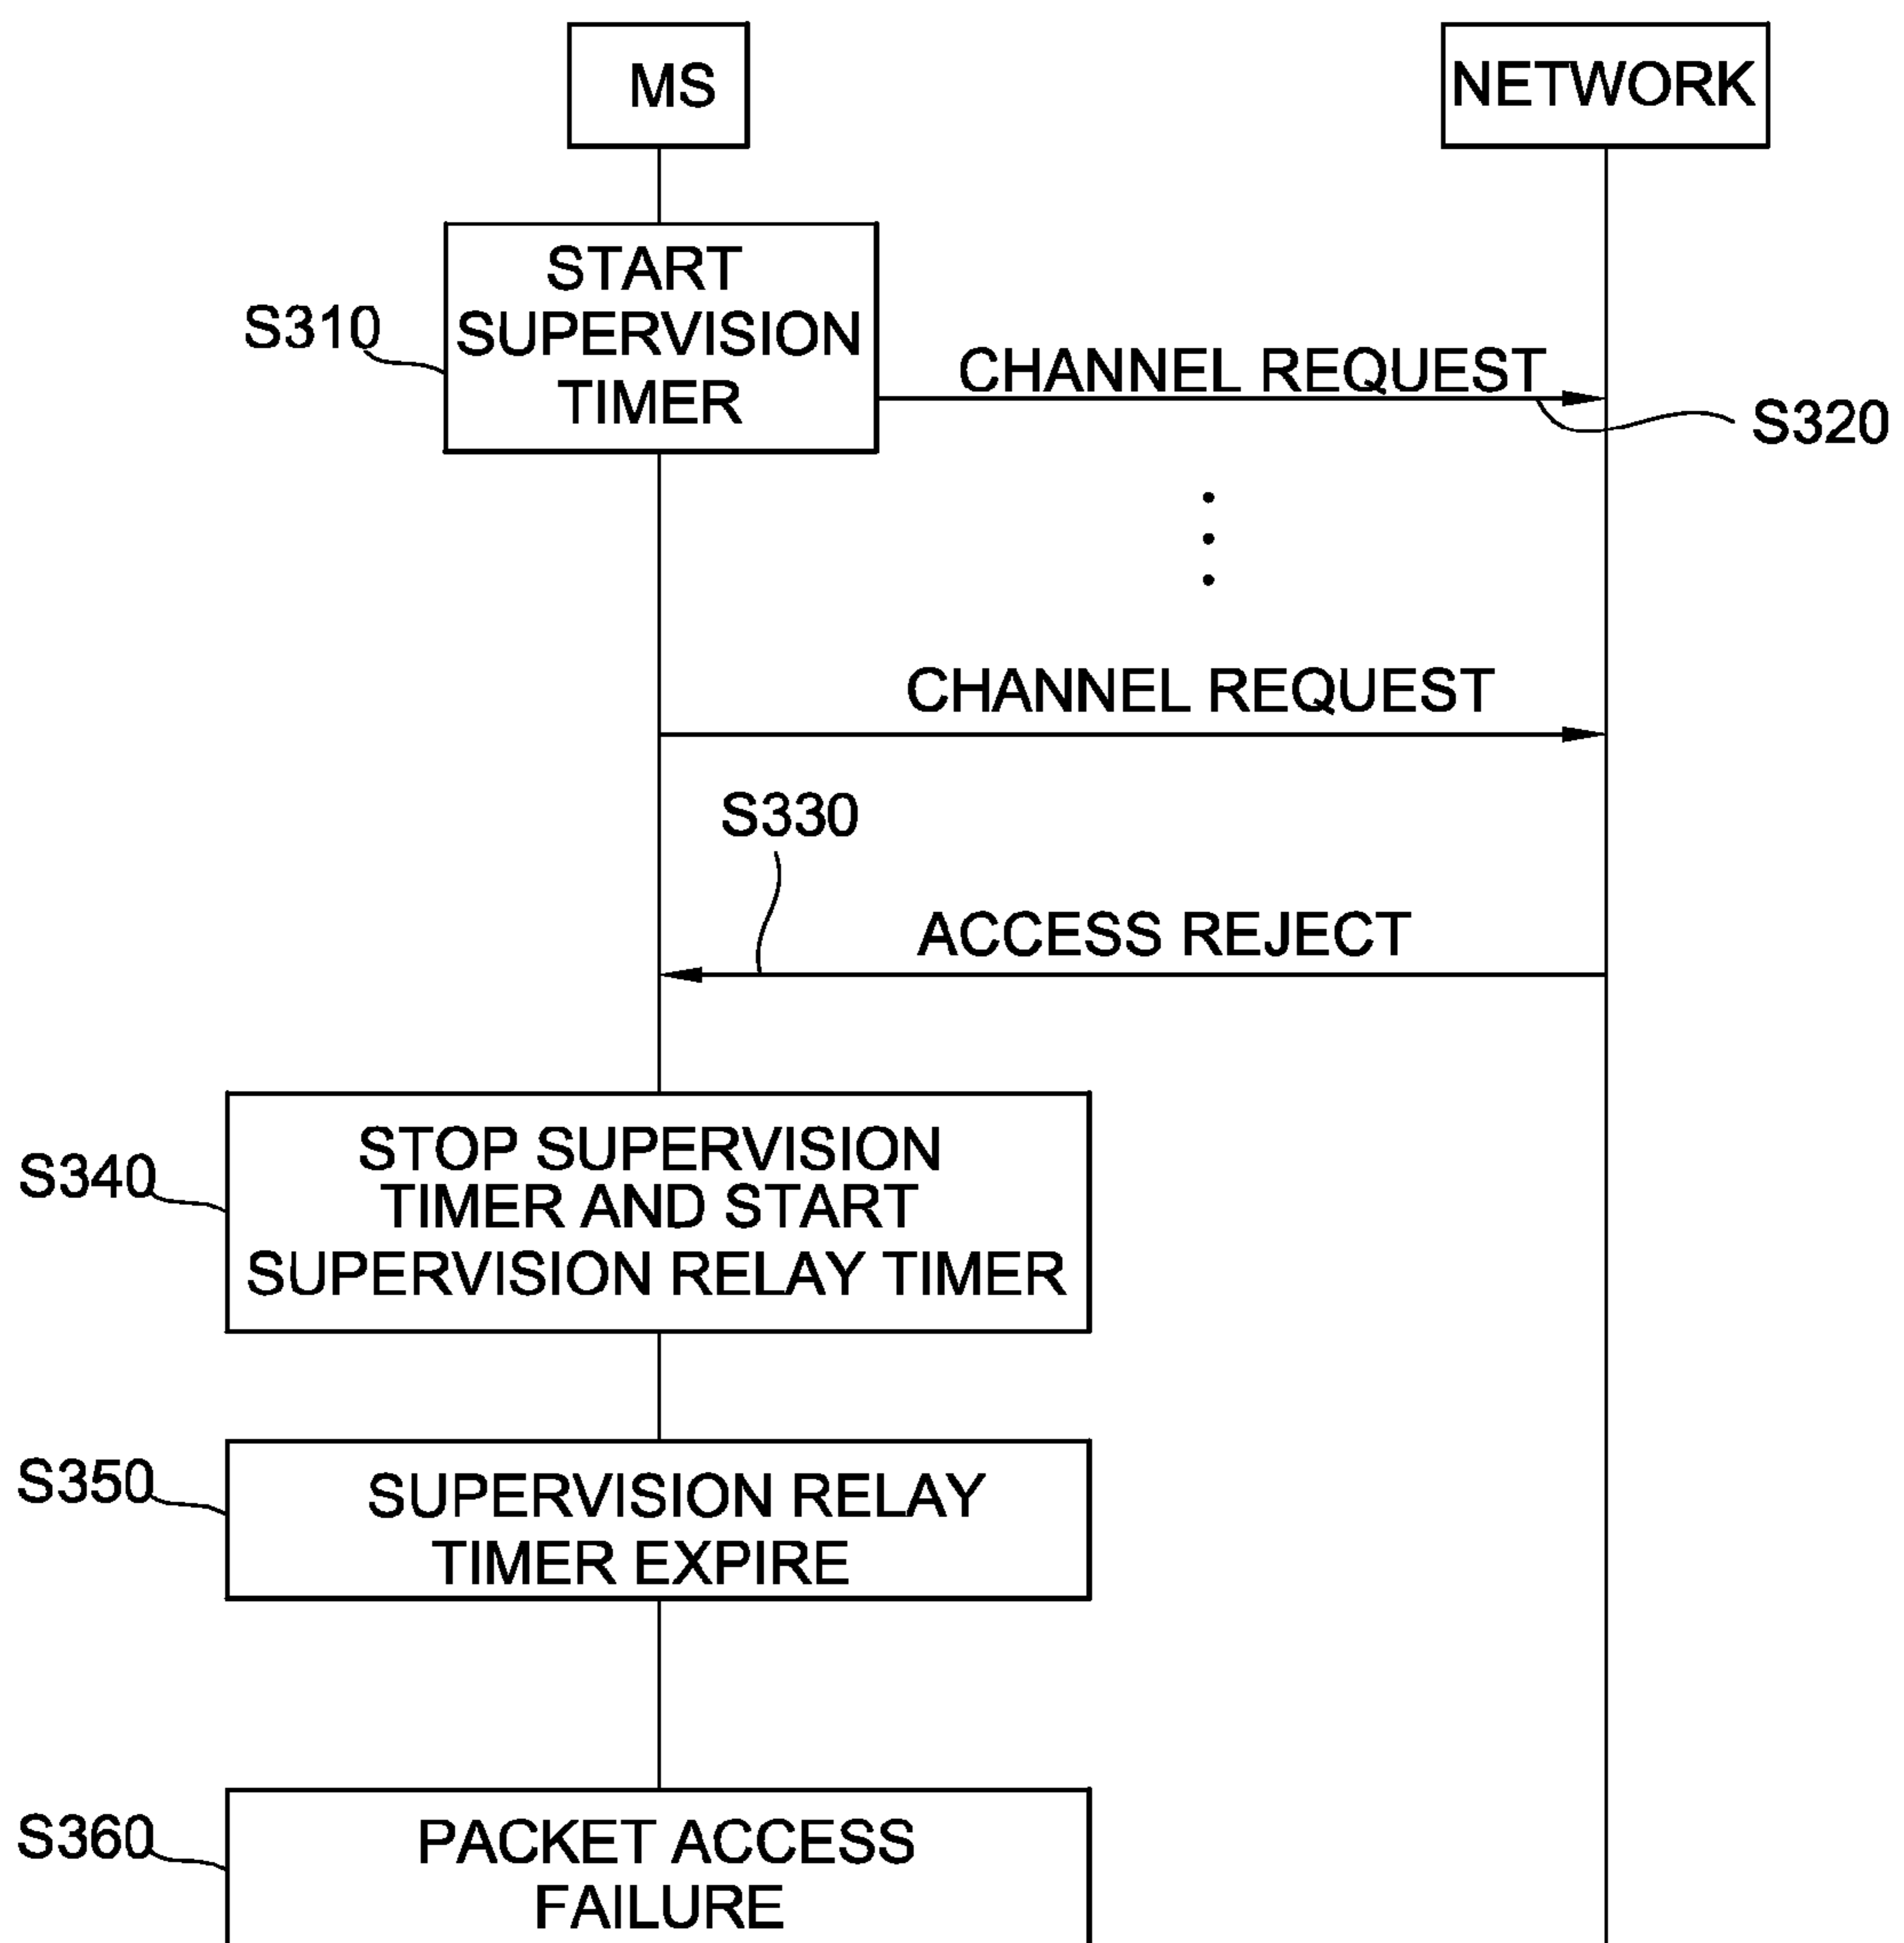 MS
NETWORK
START
SUPERVISION
TIMER
S310
CHANNEL REQUEST
S320
CHANNEL REQUEST
S330
ACCESS REJECT
STOP SUPERVISION
TIMER AND START
SUPERVISION RELAY TIMER
S340
SUPERVISION RELAY
TIMER EXPIRE
S350
PACKET ACCESS
FAILURE
S360